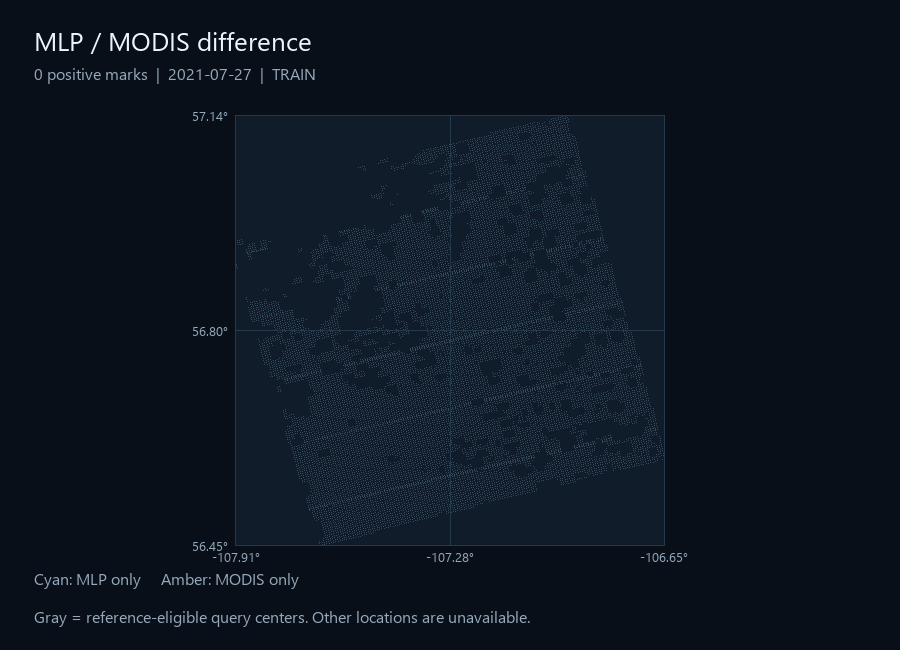 MLP / MODIS difference
0 positive marks | 2021-07-27 | TRAIN
57.14°
56.80°
56.45°
-107.91° -107.28° -106.65°
Cyan: MLP only Amber: MODIS only
Gray = reference-eligible query centers. Other locations are unavailable.